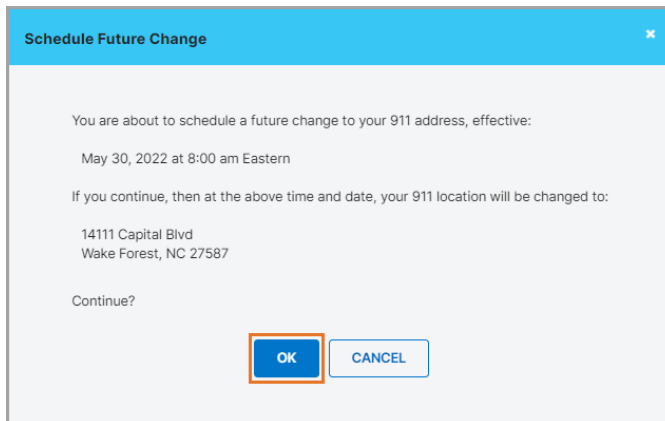 Schedule Future Change
You are about to schedule a future change to your 911 address, effective:
May 30, 2022 at 8:00 am Eastern
If you continue, then at the above time and date, your 911 location will be changed to:
14111 Capital Blvd
Wake Forest, NC 27587
Continue?
OK CANCEL